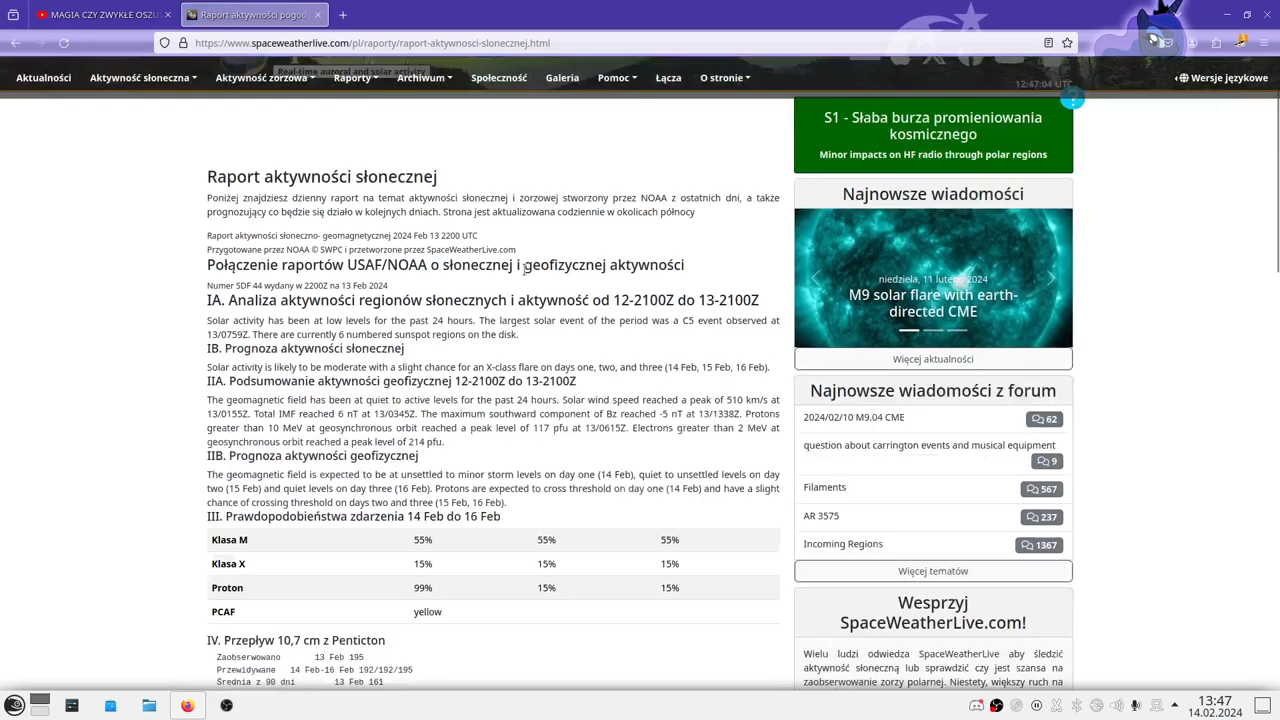 MAGIA CZY ZWYKŁE OSZU
Raport aktywności pogod
https://www.spaceweatherlive.com/pl/raporty/raport-aktywnosci-slonecznej.html
Real-time auroral and solar activity
Aktualności Aktywność słoneczna Aktywność zorzowa Raporty Archiwum Społeczność Galeria Pomoc Łącza O stronie Wersje językowe
12:47:04 UTC
?
Raport aktywności słonecznej
Poniżej znajdziesz dzienny raport na temat aktywności słonecznej i zorzowej stworzony przez NOAA z ostatnich dni, a także
prognozujący co będzie się działo w kolejnych dniach. Strona jest aktualizowana codziennie w okolicach północy
Raport aktywności słoneczno- geomagnetycznej 2024 Feb 13 2200 UTC
Przygotowane przez NOAA © SWPC i przetworzone przez SpaceWeatherLive.com
Połączenie raportów USAF/NOAA o słonecznej i geofizycznej aktywności
Numer SDF 44 wydany w 2200Z na 13 Feb 2024
IA. Analiza aktywności regionów słonecznych i aktywność od 12-2100Z do 13-2100Z
Solar activity has been at low levels for the past 24 hours. The largest solar event of the period was a C5 event observed at
13/0759Z. There are currently 6 numbered sunspot regions on the disk.
IB. Prognoza aktywności słonecznej
Solar activity is likely to be moderate with a slight chance for an X-class flare on days one, two, and three (14 Feb, 15 Feb, 16 Feb).
IIA. Podsumowanie aktywności geofizycznej 12-2100Z do 13-2100Z
The geomagnetic field has been at quiet to active levels for the past 24 hours. Solar wind speed reached a peak of 510 km/s at
13/0155Z. Total IMF reached 6 nT at 13/0345Z. The maximum southward component of Bz reached -5 nT at 13/1338Z. Protons
greater than 10 MeV at geosynchronous orbit reached a peak level of 117 pfu at 13/0615Z. Electrons greater than 2 MeV at
geosynchronous orbit reached a peak level of 214 pfu.
IIB. Prognoza aktywności geofizycznej
The geomagnetic field is expected to be at unsettled to minor storm levels on day one (14 Feb), quiet to unsettled levels on day
two (15 Feb) and quiet levels on day three (16 Feb). Protons are expected to cross threshold on day one (14 Feb) and have a slight
chance of crossing threshold on days two and three (15 Feb, 16 Feb).
III. Prawdopodobieństwa zdarzenia 14 Feb do 16 Feb
Klasa M 55% 55% 55%
Klasa X 15% 15% 15%
Proton 99% 15% 15%
PCAF yellow
IV. Przepływ 10,7 cm z Penticton
Zaobserwowano 13 Feb 195
Przewidywane 14 Feb-16 Feb 192/192/195
Średnia z 90 dni 13 Feb 161
S1 - Słaba burza promieniowania
kosmicznego
Minor impacts on HF radio through polar regions
Najnowsze wiadomości
niedziela, 11 lutego 2024
M9 solar flare with earth-
directed CME
Więcej aktualności
Najnowsze wiadomości z forum
2024/02/10 M9.04 CME 62
question about carrington events and musical equipment
9
Filaments 567
AR 3575 237
Incoming Regions 1367
Więcej tematów
Wesprzyj
SpaceWeatherLive.com!
Wielu ludzi odwiedza SpaceWeatherLive aby śledzić
aktywność słoneczną lub sprawdzić czy jest szansa na
zaobserwowanie zorzy polarnej. Niestety, większy ruch na
13:47
14.02.2024